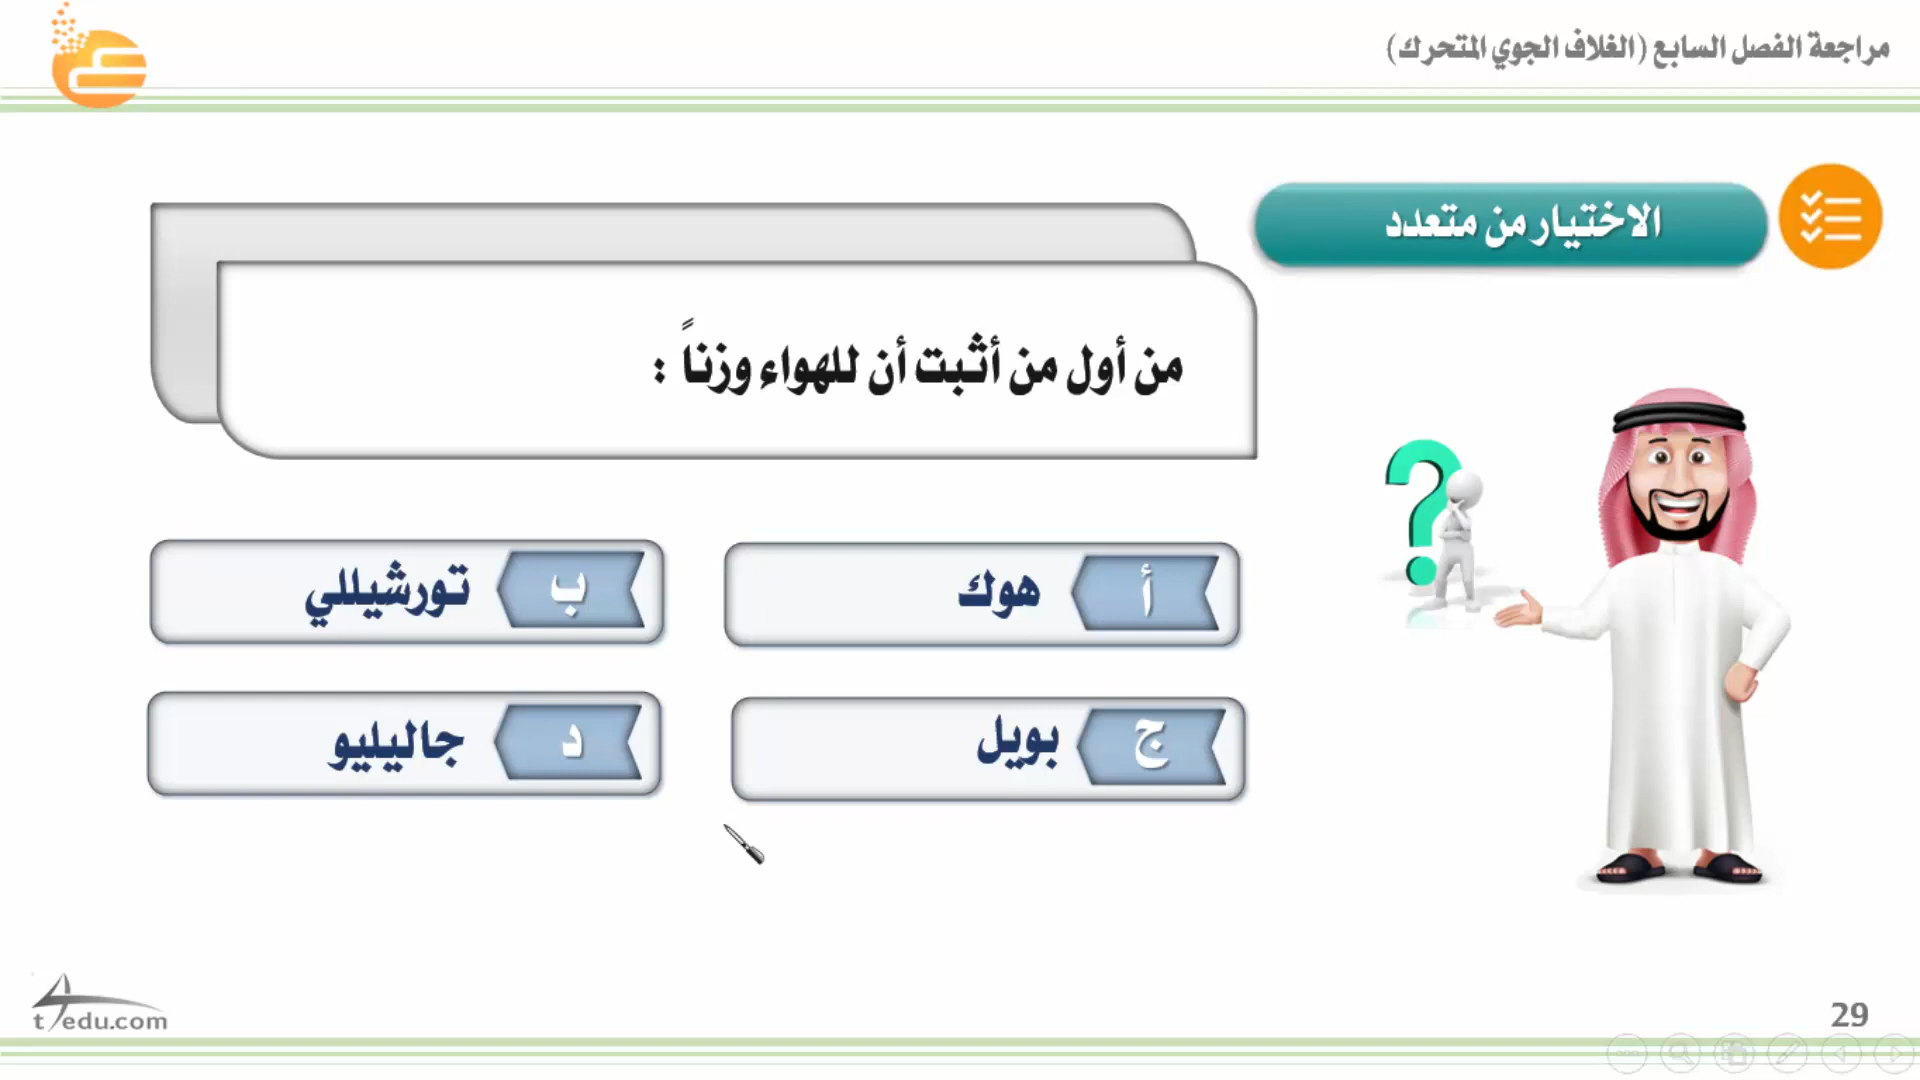 مراجعة الفصل السابع (الغلاف الجوي المتحرك)
الاختيار من متعدد
من أول من أثبت أن للهواء وزناً :
أ هوك
ب تورشيللي
ج بويل
د جاليليو
t4edu.com
29